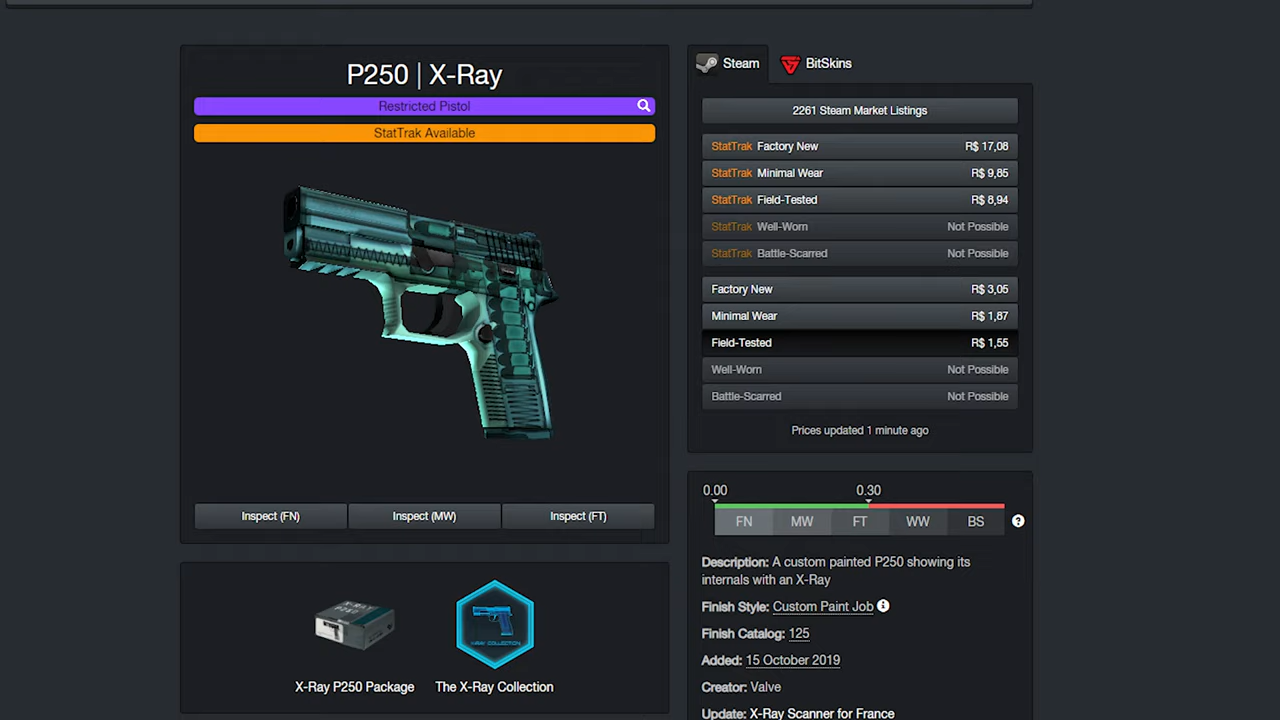 P250 | X-Ray
Restricted Pistol
StatTrak Available
Inspect (FN) Inspect (MW) Inspect (FT)
X-RAY
P250
X-RAY COLLECTION
X-Ray P250 Package The X-Ray Collection
Steam BitSkins
2261 Steam Market Listings
StatTrak Factory New R$ 17,08
StatTrak Minimal Wear R$ 9,85
StatTrak Field-Tested R$ 8,94
StatTrak Well-Worn Not Possible
StatTrak Battle-Scarred Not Possible
Factory New R$ 3,05
Minimal Wear R$ 1,87
Field-Tested R$ 1,55
Well-Worn Not Possible
Battle-Scarred Not Possible
Prices updated 1 minute ago
0.00 0.30
FN MW FT WW BS ?
Description: A custom painted P250 showing its
internals with an X-Ray
Finish Style: Custom Paint Job
Finish Catalog: 125
Added: 15 October 2019
Creator: Valve
Update: X-Ray Scanner for France